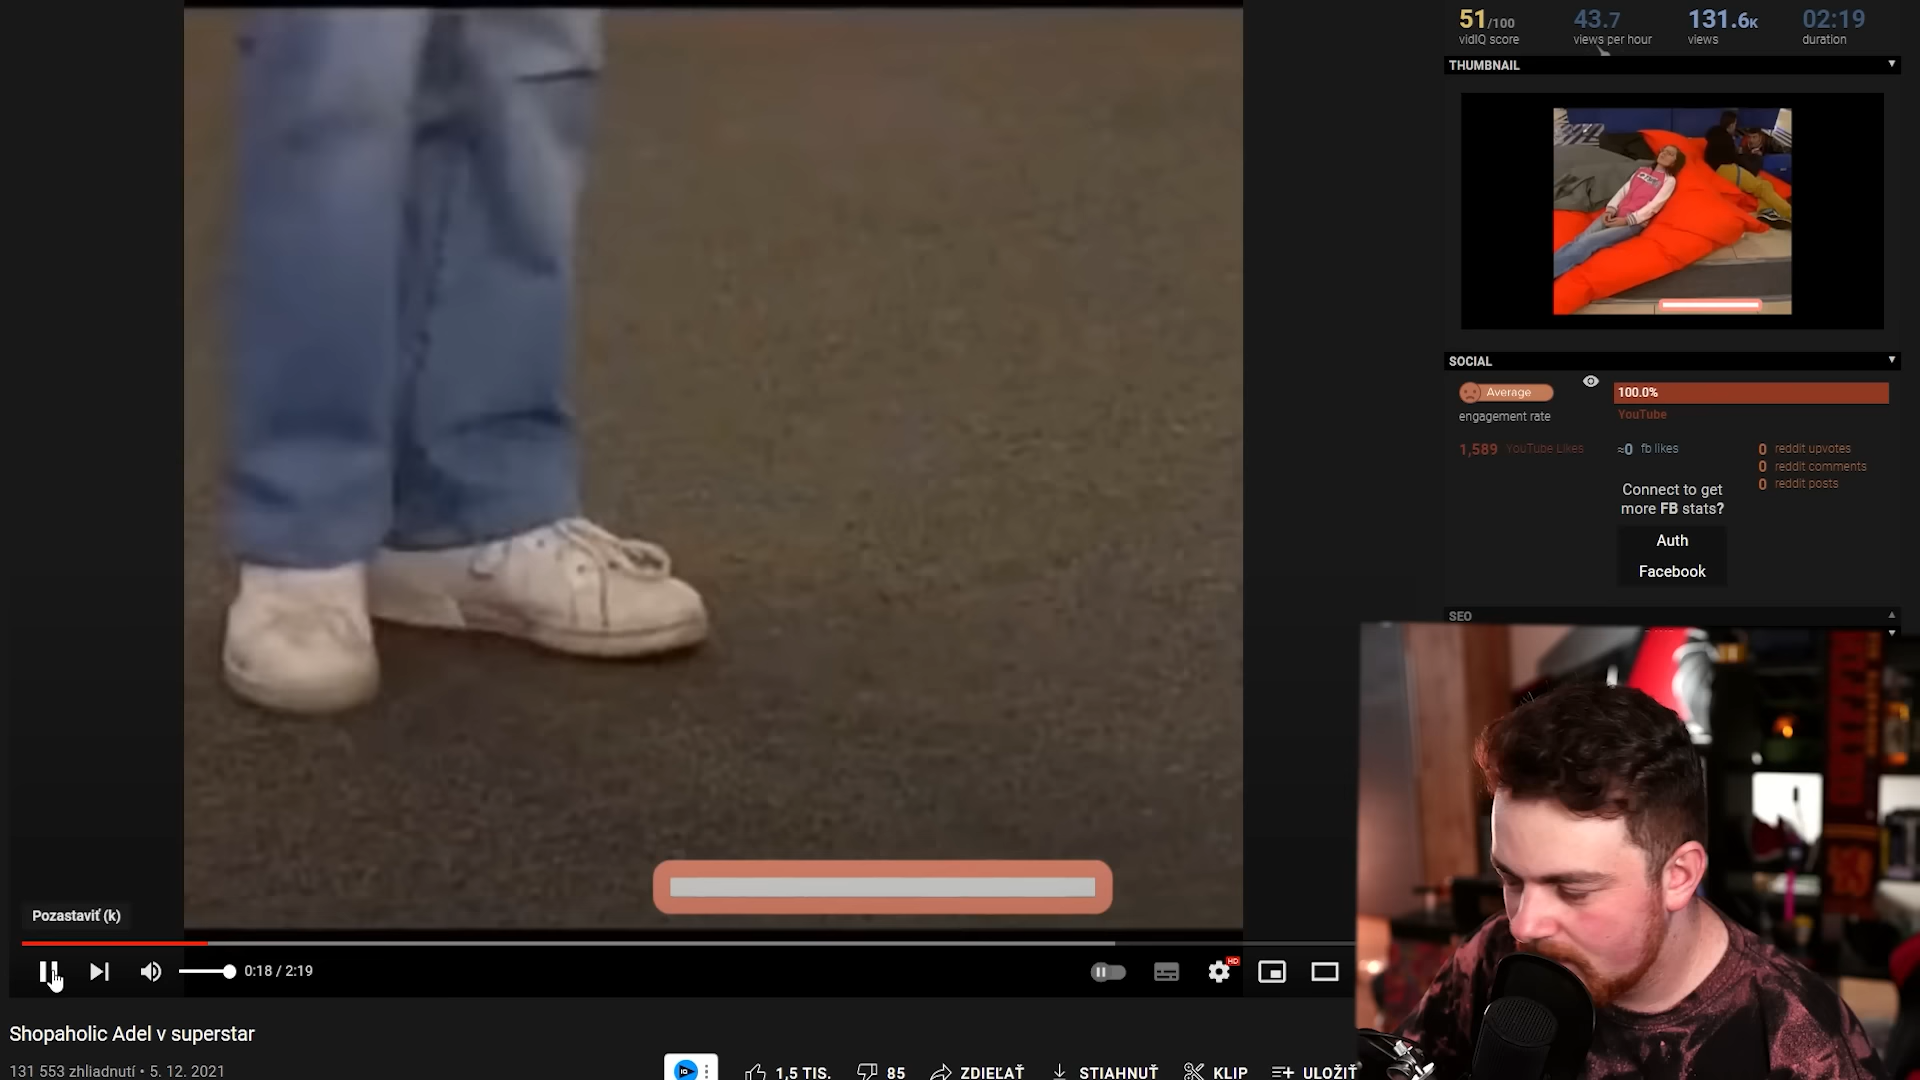 51/100
vidIQ score
43.7
views per hour
131.6K
views
02:19
duration
THUMBNAIL
SOCIAL
Average
engagement rate
100.0%
YouTube
1,589 YouTube Likes
≈0 fb likes
0 reddit upvotes
0 reddit comments
0 reddit posts
Connect to get
more FB stats?
Auth
Facebook
SEO
Pozastaviť (k)
0:18 / 2:19
HD
Shopaholic Adel v superstar
131 553 zhliadnutí • 5. 12. 2021
1,5 TIS.
85
ZDIEĽAŤ
STIAHNUŤ
KLIP
ULOŽIŤ